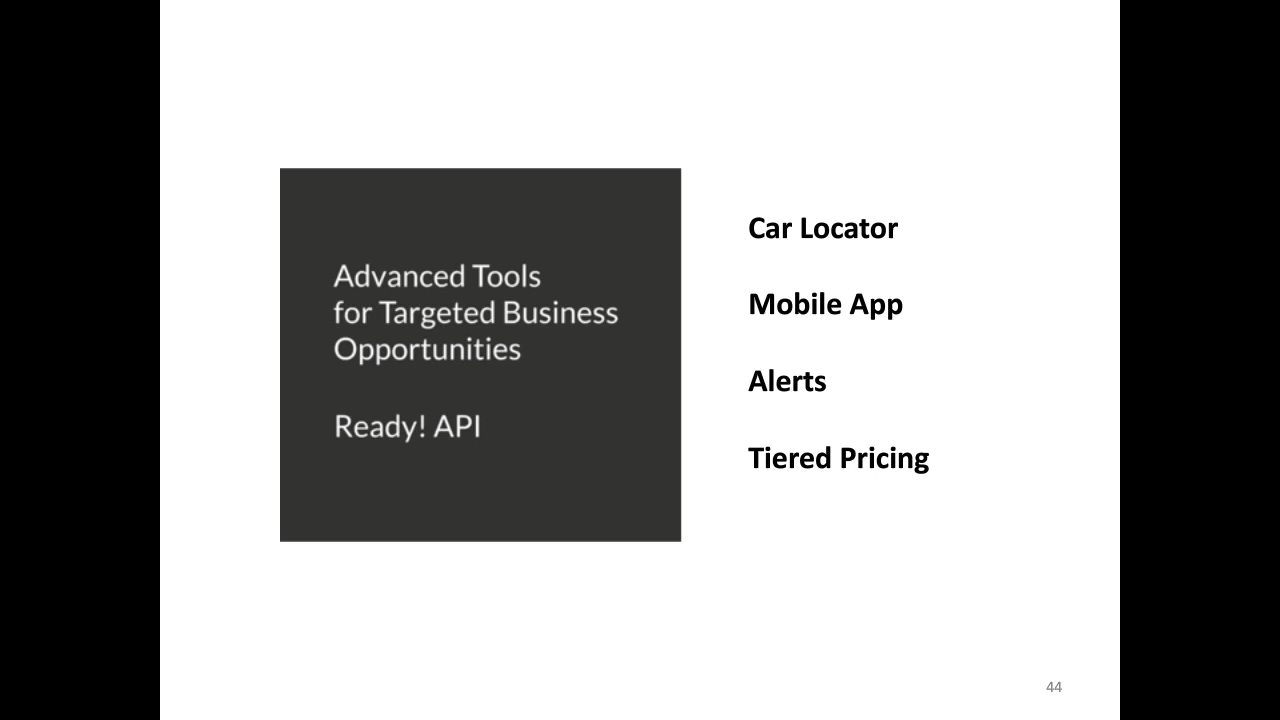 Advanced Tools
for Targeted Business
Opportunities
Ready! API
Car Locator
Mobile App
Alerts
Tiered Pricing
44